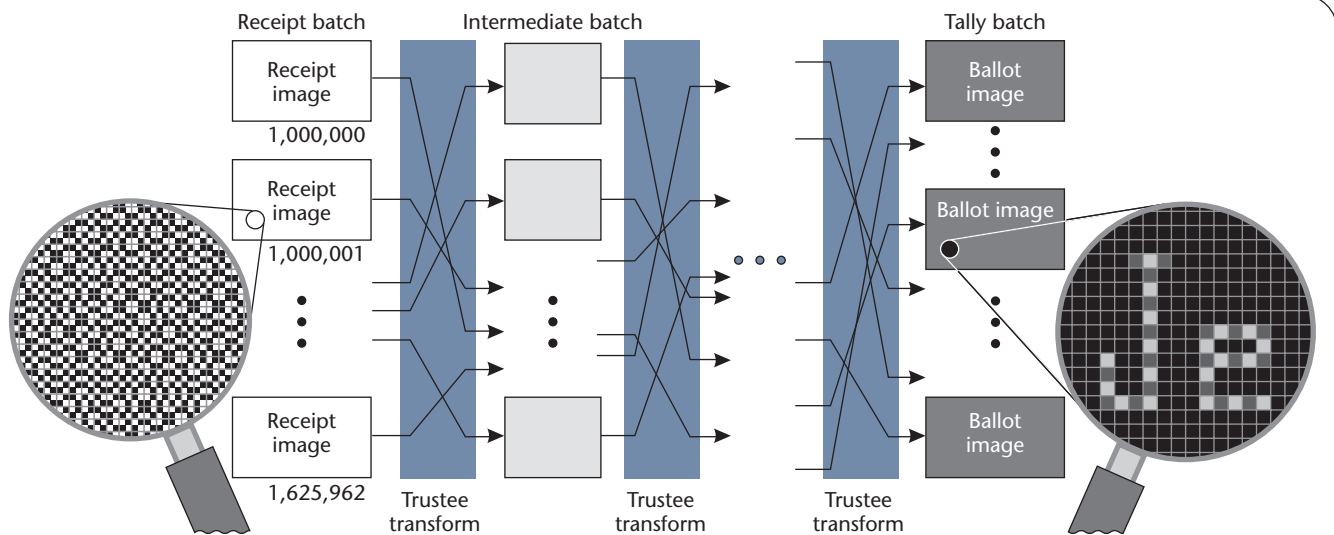 Receipt batch
Intermediate batch
Tally batch
Receipt
image
1,000,000
Receipt
image
1,000,001
Receipt
image
1,625,962
Ballot
image
Ballot image
Ballot
image
Je
Trustee
transform
Trustee
transform
Trustee
transform